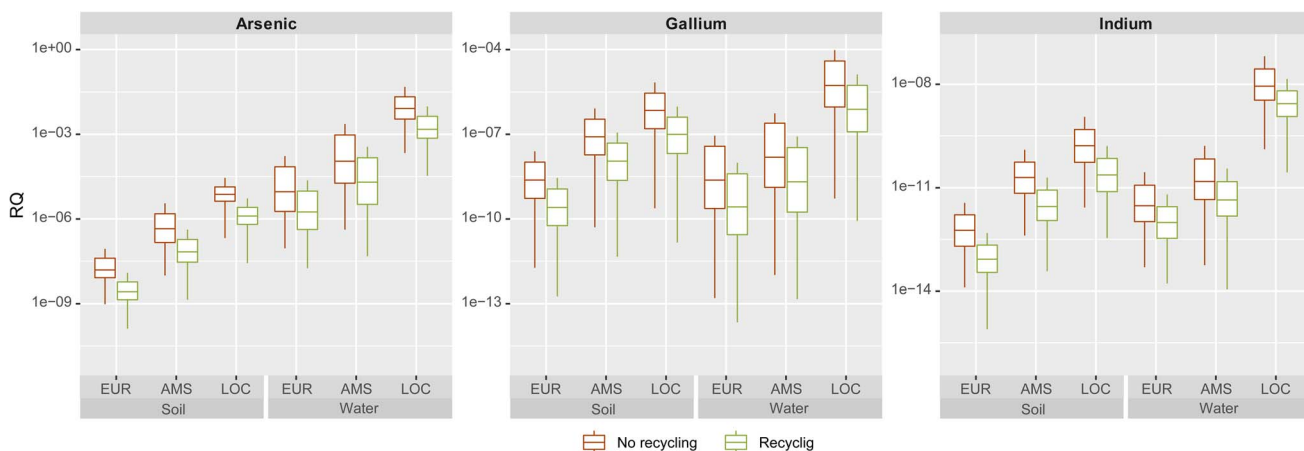 Arsenic
Gallium
Indium
RQ
1e+00
1e−03
1e−06
1e−09
1e−04
1e−07
1e−10
1e−13
1e−08
1e−11
1e−14
EUR AMS LOC EUR AMS LOC
Soil Water
EUR AMS LOC EUR AMS LOC
Soil Water
EUR AMS LOC EUR AMS LOC
Soil Water
No recycling Recyclig